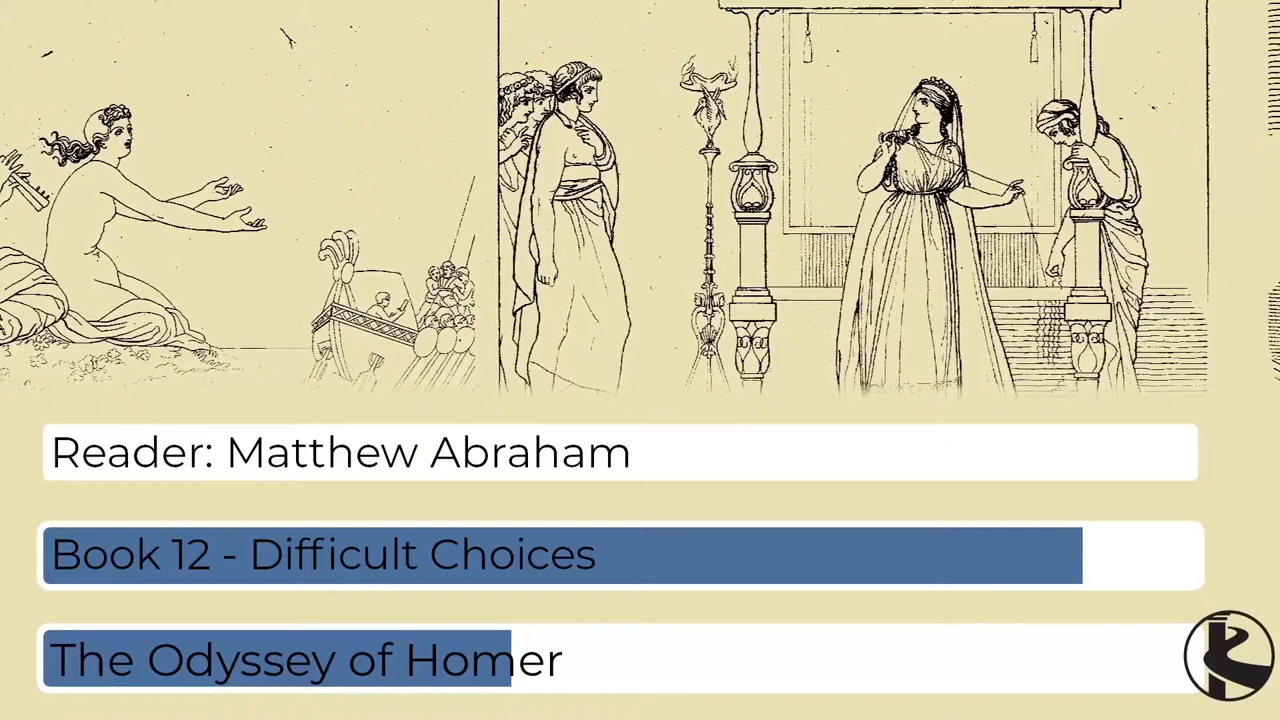 Reader: Matthew Abraham
Book 12 - Difficult Choices
The Odyssey of Homer